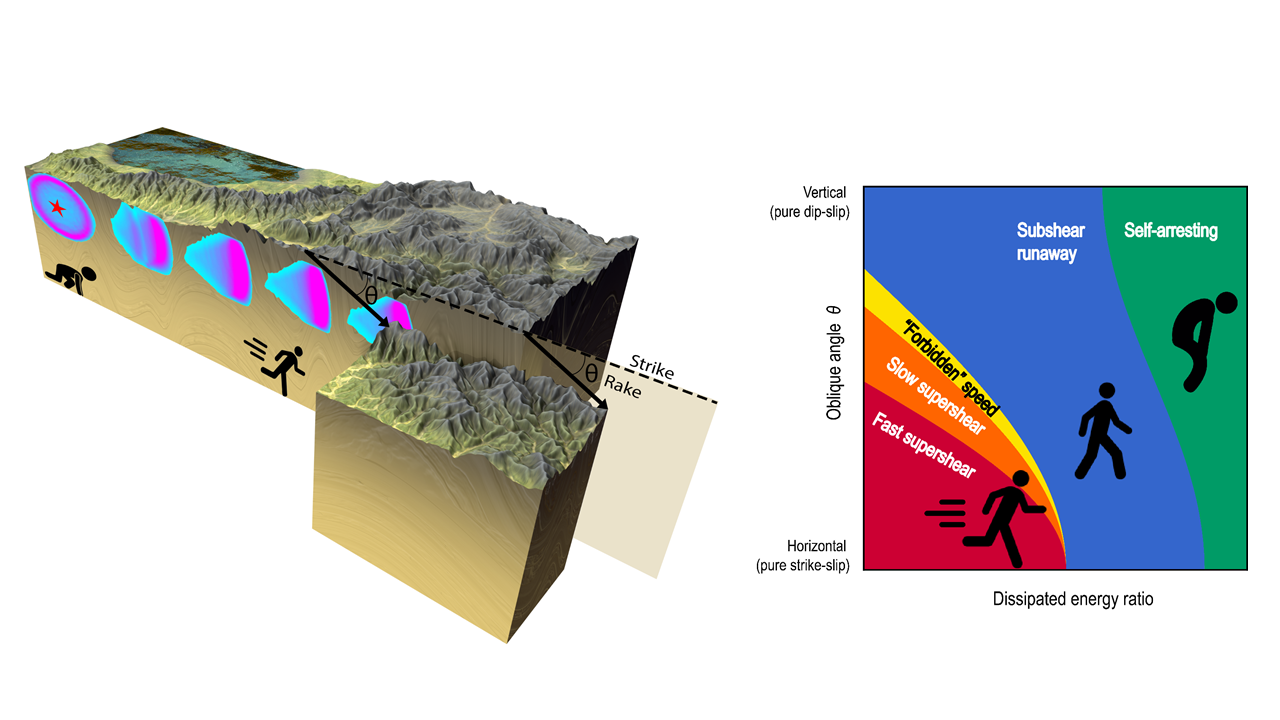 θ
θ
Strike
Rake
Vertical
(pure dip-slip)
Oblique angle θ
Horizontal
(pure strike-slip)
Subshear
runaway
Self-arresting
"Forbidden" speed
Slow supershear
Fast supershear
Dissipated energy ratio